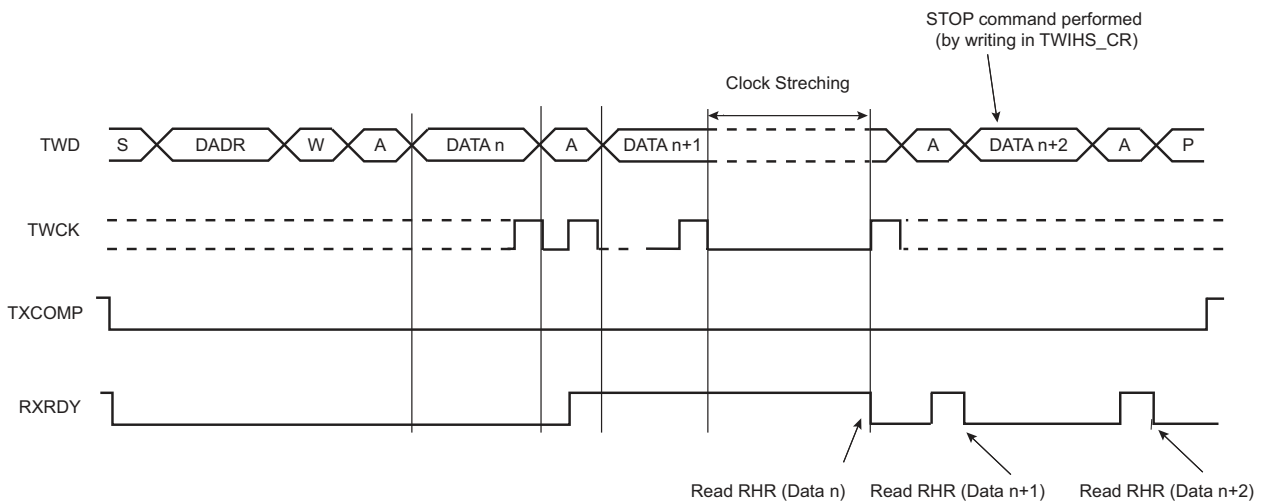 STOP command performed
(by writing in TWIHS_CR)
Clock Streching
TWD S DADR W A DATA n A DATA n+1 A DATA n+2 A P
TWCK
TXCOMP
RXRDY
Read RHR (Data n) Read RHR (Data n+1) Read RHR (Data n+2)